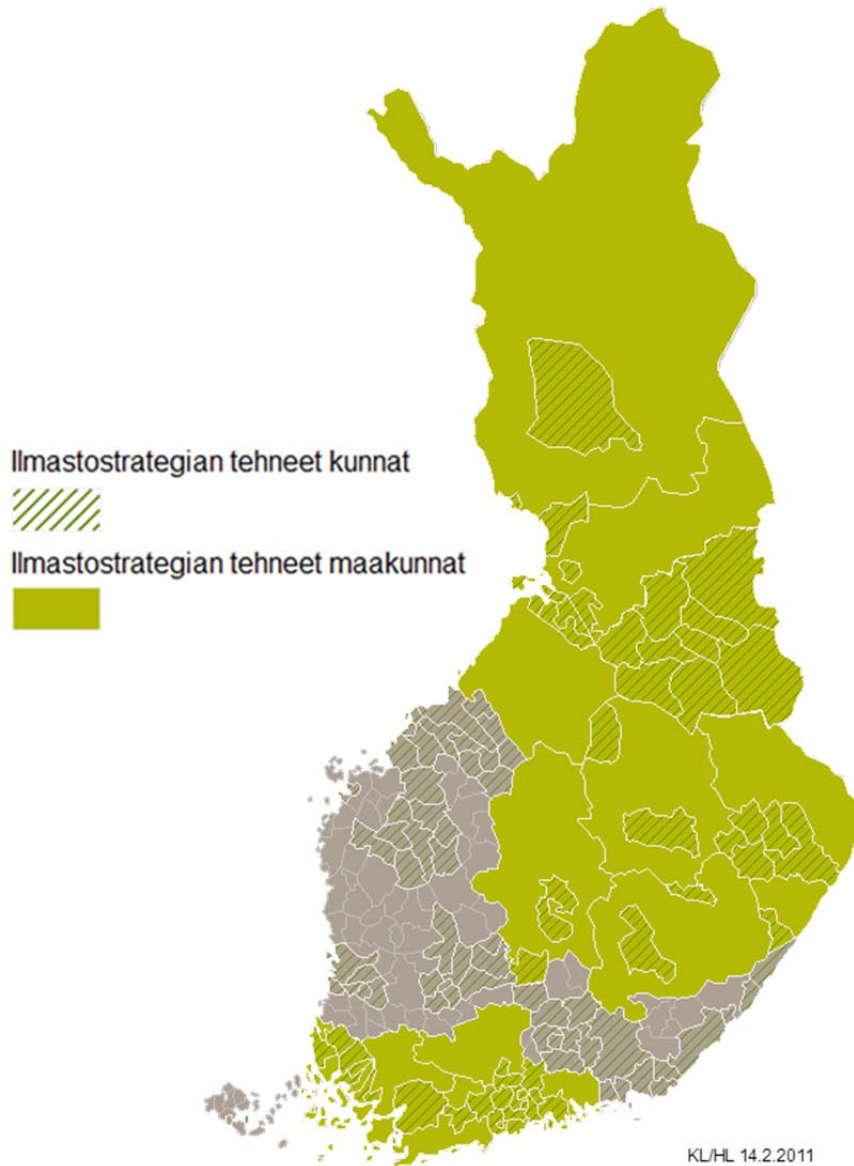 Ilmastostrategian tehneet kunnat
Ilmastostrategian tehneet maakunnat
KL/HL 14.2.2011